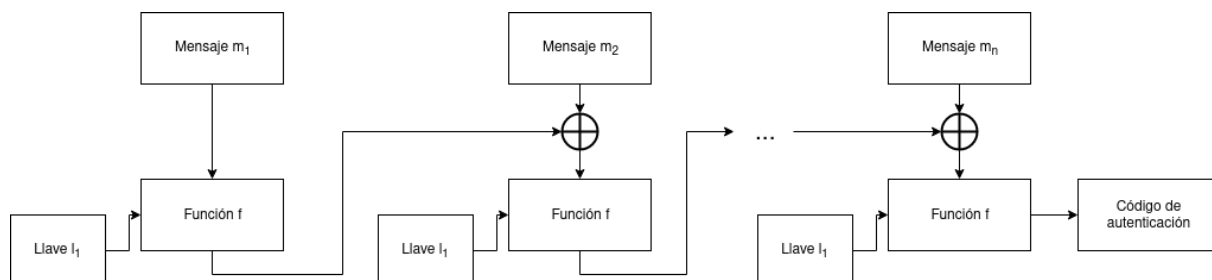 Mensaje m₁
Mensaje m₂
Mensaje mₙ
...
Función f
Función f
Función f
Código de
autenticación
Llave l₁
Llave l₁
Llave l₁